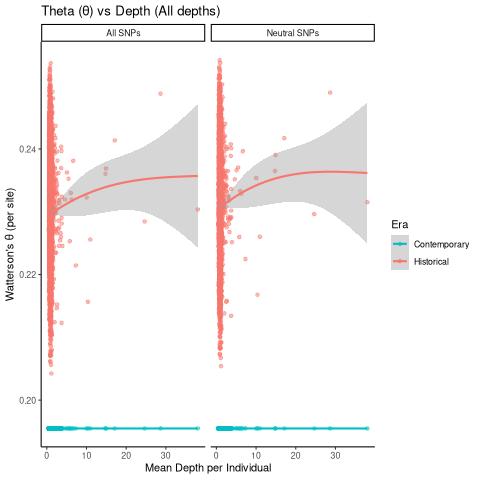 Theta (θ) vs Depth (All depths)
All SNPs
Neutral SNPs
Watterson's θ (per site)
0.24
0.22
0.20
0 10 20 30
0 10 20 30
Mean Depth per Individual
Era
Contemporary
Historical